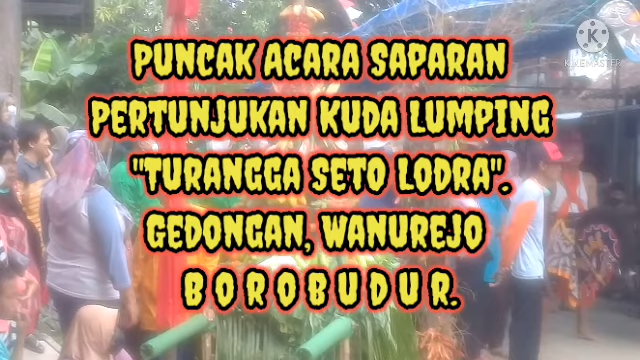 PUNCAK ACARA SAPARAN
PERTUNJUKAN KUDA LUMPING
"TURANGGA SETO LODRA".
GEDONGAN, WANUREJO
B O R O B U D U R.
KINEMASTER